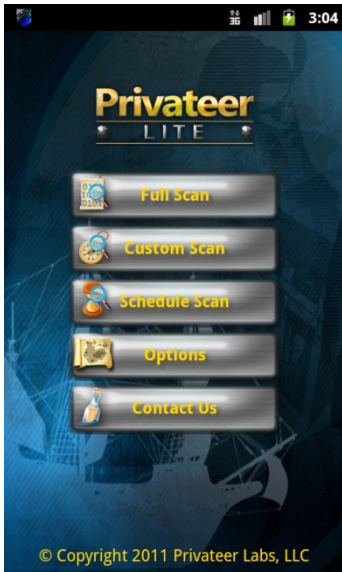 3G
3:04
Privateer
LITE
Full Scan
Custom Scan
Schedule Scan
Options
Contact Us
© Copyright 2011 Privateer Labs, LLC